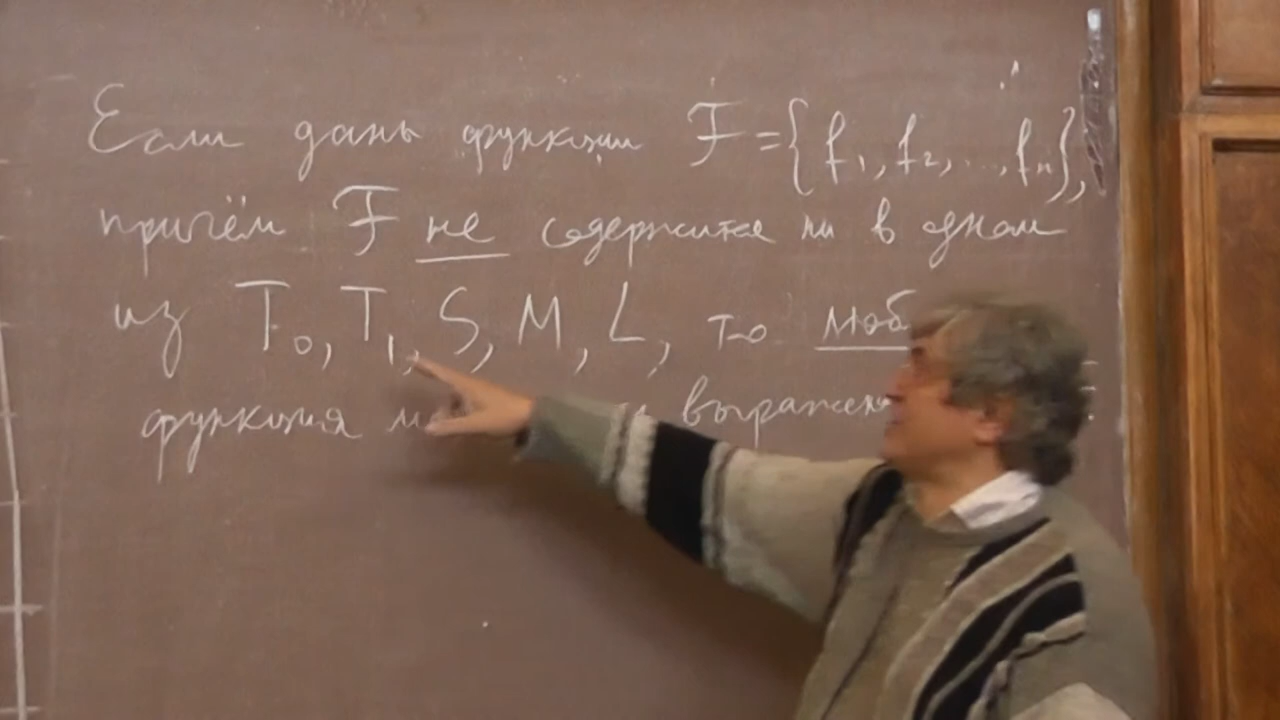 Если даны функции F = {f₁, f₂, ..., fₙ},
причём F не содержится ни в одном
из T₀, T₁, S, M, L, то
функция